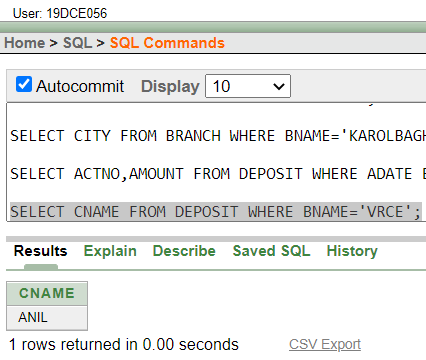 User: 19DCE056
Home > SQL > SQL Commands
Autocommit Display 10
SELECT CITY FROM BRANCH WHERE BNAME='KAROLBAGH
SELECT ACTNO,AMOUNT FROM DEPOSIT WHERE ADATE
SELECT CNAME FROM DEPOSIT WHERE BNAME='VRCE';
Results Explain Describe Saved SQL History
CNAME
ANIL
1 rows returned in 0.00 seconds CSV Export